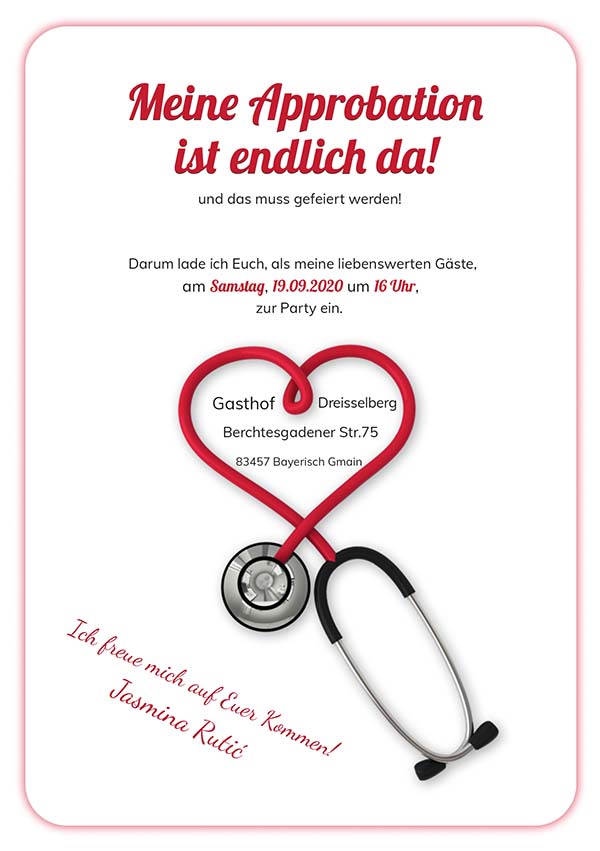 Meine Approbation
ist endlich da!
und das muss gefeiert werden!
Darum lade ich Euch, als meine liebenswerten Gäste,
am Samstag, 19.09.2020 um 16 Uhr,
zur Party ein.
Gasthof Dreisselberg
Berchtesgadener Str.75
83457 Bayerisch Gmain
Ich freue mich auf Euer Kommen!
Jasmina Rutić